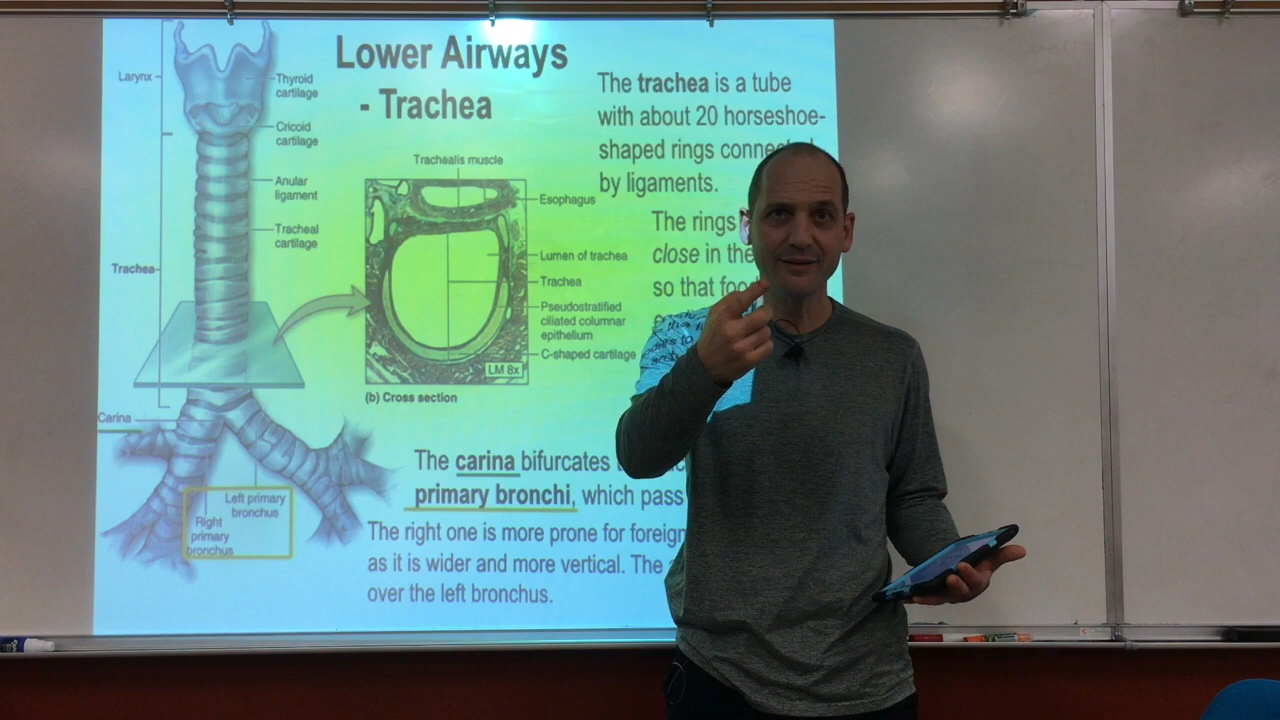 Lower Airways
- Trachea
Larynx
Thyroid
cartilage
Cricoid
cartilage
Anular
ligament
Tracheal
cartilage
Trachea
Carina
Left primary
bronchus
Right
primary
bronchus
Trachealis muscle
Esophagus
Lumen of trachea
Trachea
Pseudostratified
ciliated columnar
epithelium
C-shaped cartilage
LM 8x
(b) Cross section
The trachea is a tube
with about 20 horseshoe-
shaped rings
by ligaments.
The rings
close in the
so that
The carina bifurcates
primary bronchi, which pass
The right one is more prone for foreign
as it is wider and more vertical. The
over the left bronchus.